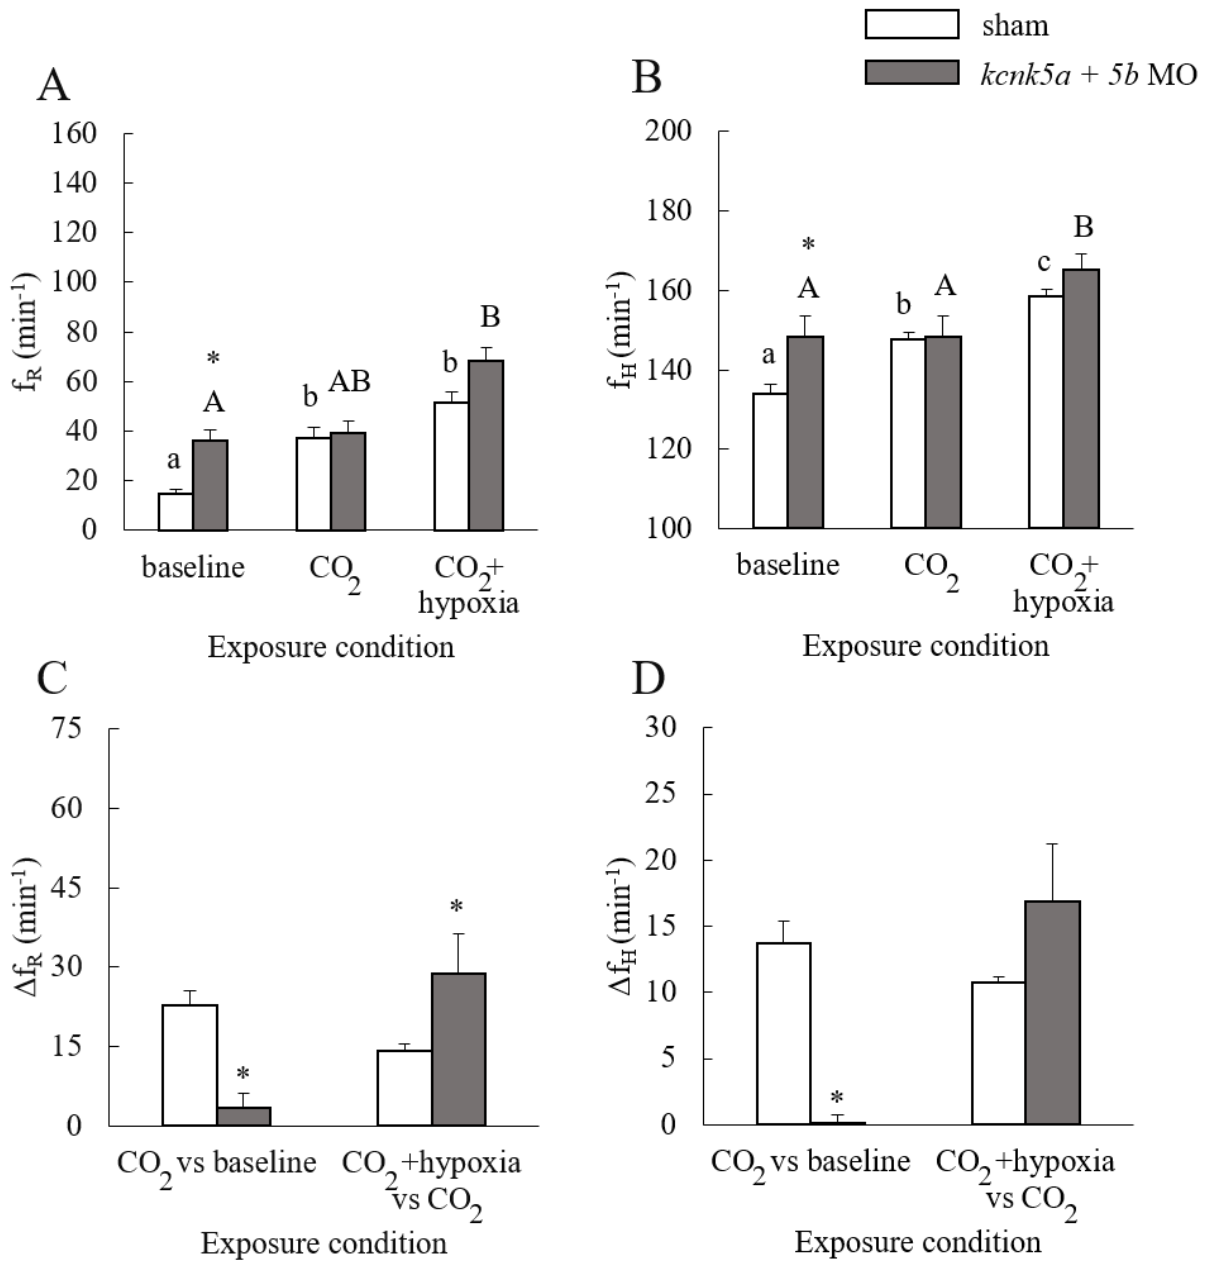 sham
kcnk5a + 5b MO
A
160
140
120
100
80
60
40
20
0
fR (min-1)
a
*
A
b
AB
b
B
baseline
CO2
CO2+
hypoxia
Exposure condition
B
200
180
160
140
120
100
fH (min-1)
a
*
A
b
A
c
B
baseline
CO2
CO2+
hypoxia
Exposure condition
C
75
60
45
30
15
0
ΔfR (min-1)
*
*
CO2 vs baseline
CO2+hypoxia
vs CO2
Exposure condition
D
30
25
20
15
10
5
0
ΔfH (min-1)
*
CO2 vs baseline
CO2+hypoxia
vs CO2
Exposure condition